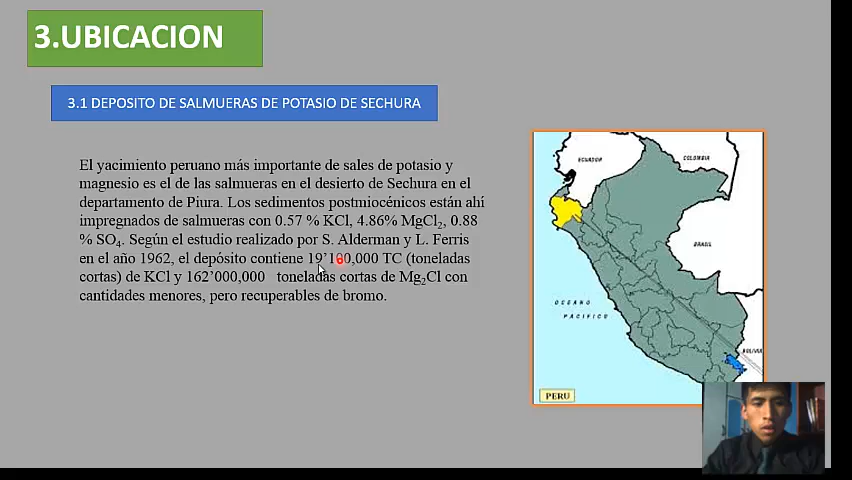 3.UBICACION
3.1 DEPOSITO DE SALMUERAS DE POTASIO DE SECHURA
El yacimiento peruano más importante de sales de potasio y
magnesio es el de las salmueras en el desierto de Sechura en el
departamento de Piura. Los sedimentos postmiocénicos están ahí
impregnados de salmueras con 0.57 % KCl, 4.86% MgCl₂, 0.88
% SO₄. Según el estudio realizado por S. Alderman y L. Ferris
en el año 1962, el depósito contiene 19’100,000 TC (toneladas
cortas) de KCl y 162’000,000 toneladas cortas de Mg₂Cl con
cantidades menores, pero recuperables de bromo.
ECUADOR
COLOMBIA
BRASIL
OCEANO
PACIFICO
BOLIVIA
PERU